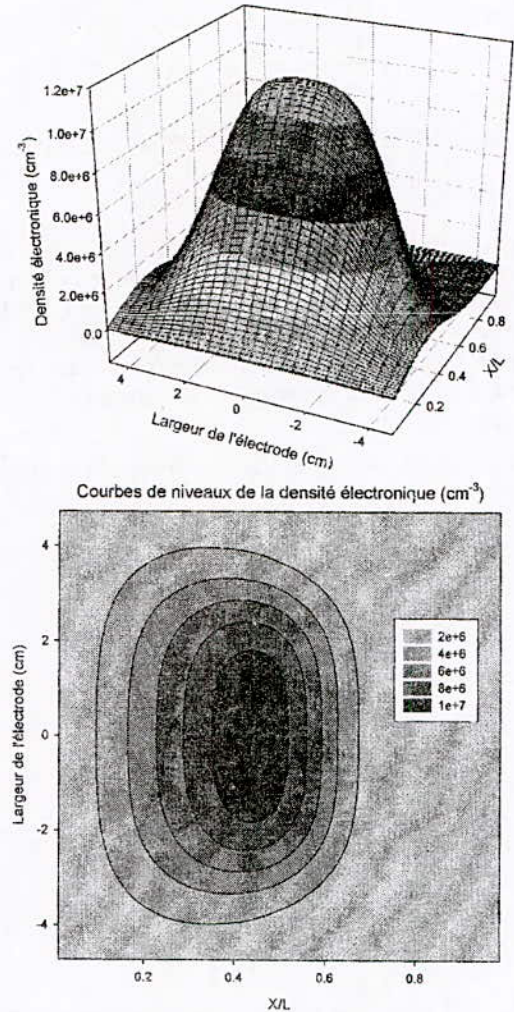 1.2e+7
1.0e+7
8.0e+6
6.0e+6
4.0e+6
2.0e+6
0.0
Densité électronique (cm-3)
4
2
0
-2
-4
Largeur de l'électrode (cm)
0.2
0.4
0.6
0.8
X/L
Courbes de niveaux de la densité électronique (cm-3)
4
2
0
-2
-4
Largeur de l'électrode (cm)
2e+6
4e+6
6e+6
8e+6
1e+7
0.2
0.4
0.6
0.8
X/L